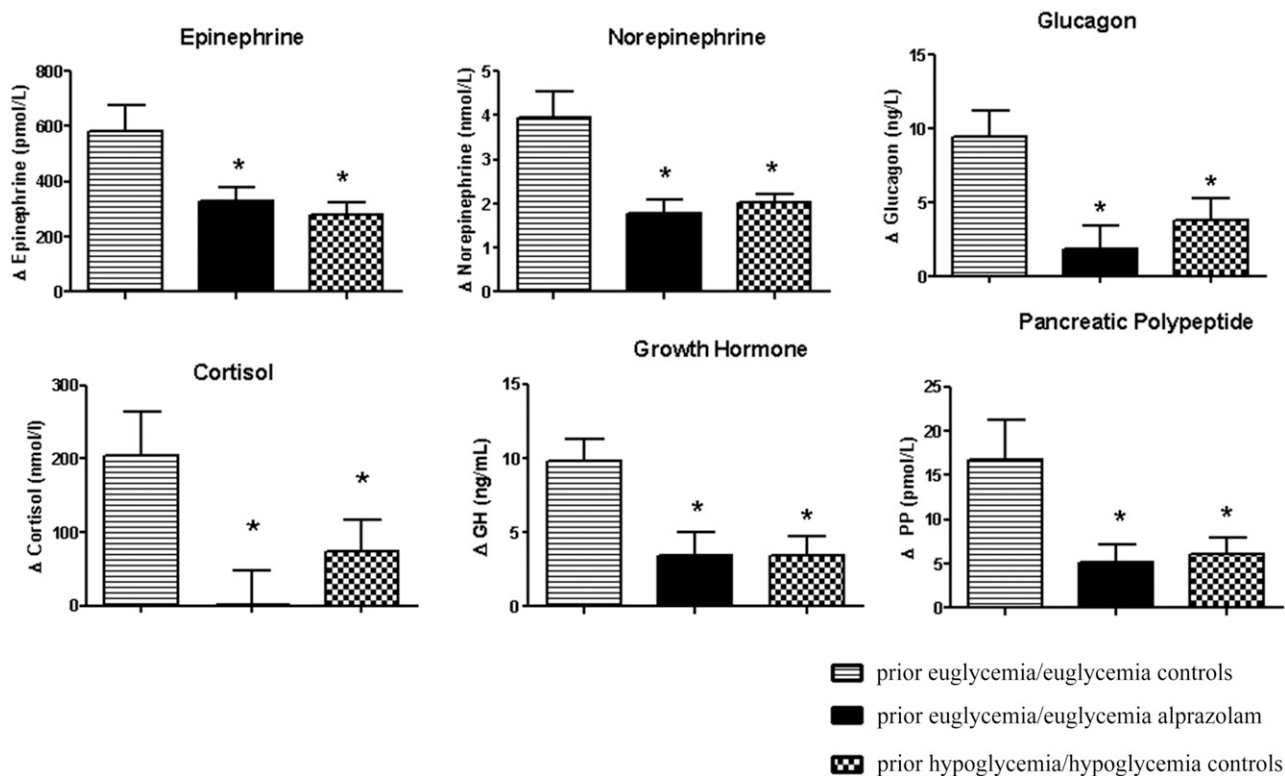 Epinephrine
Δ Epinephrine (pmol/L)
800
600
400
200
0
*
*
Norepinephrine
Δ Norepinephrine (nmol/L)
5
4
3
2
1
0
*
*
Glucagon
Δ Glucagon (ng/L)
15
10
5
0
*
*
Cortisol
Δ Cortisol (nmol/l)
300
200
100
0
*
*
Growth Hormone
Δ GH (ng/mL)
15
10
5
0
*
*
Pancreatic Polypeptide
Δ PP (pmol/L)
25
20
15
10
5
0
*
*
prior euglycemia/euglycemia controls
prior euglycemia/euglycemia alprazolam
prior hypoglycemia/hypoglycemia controls